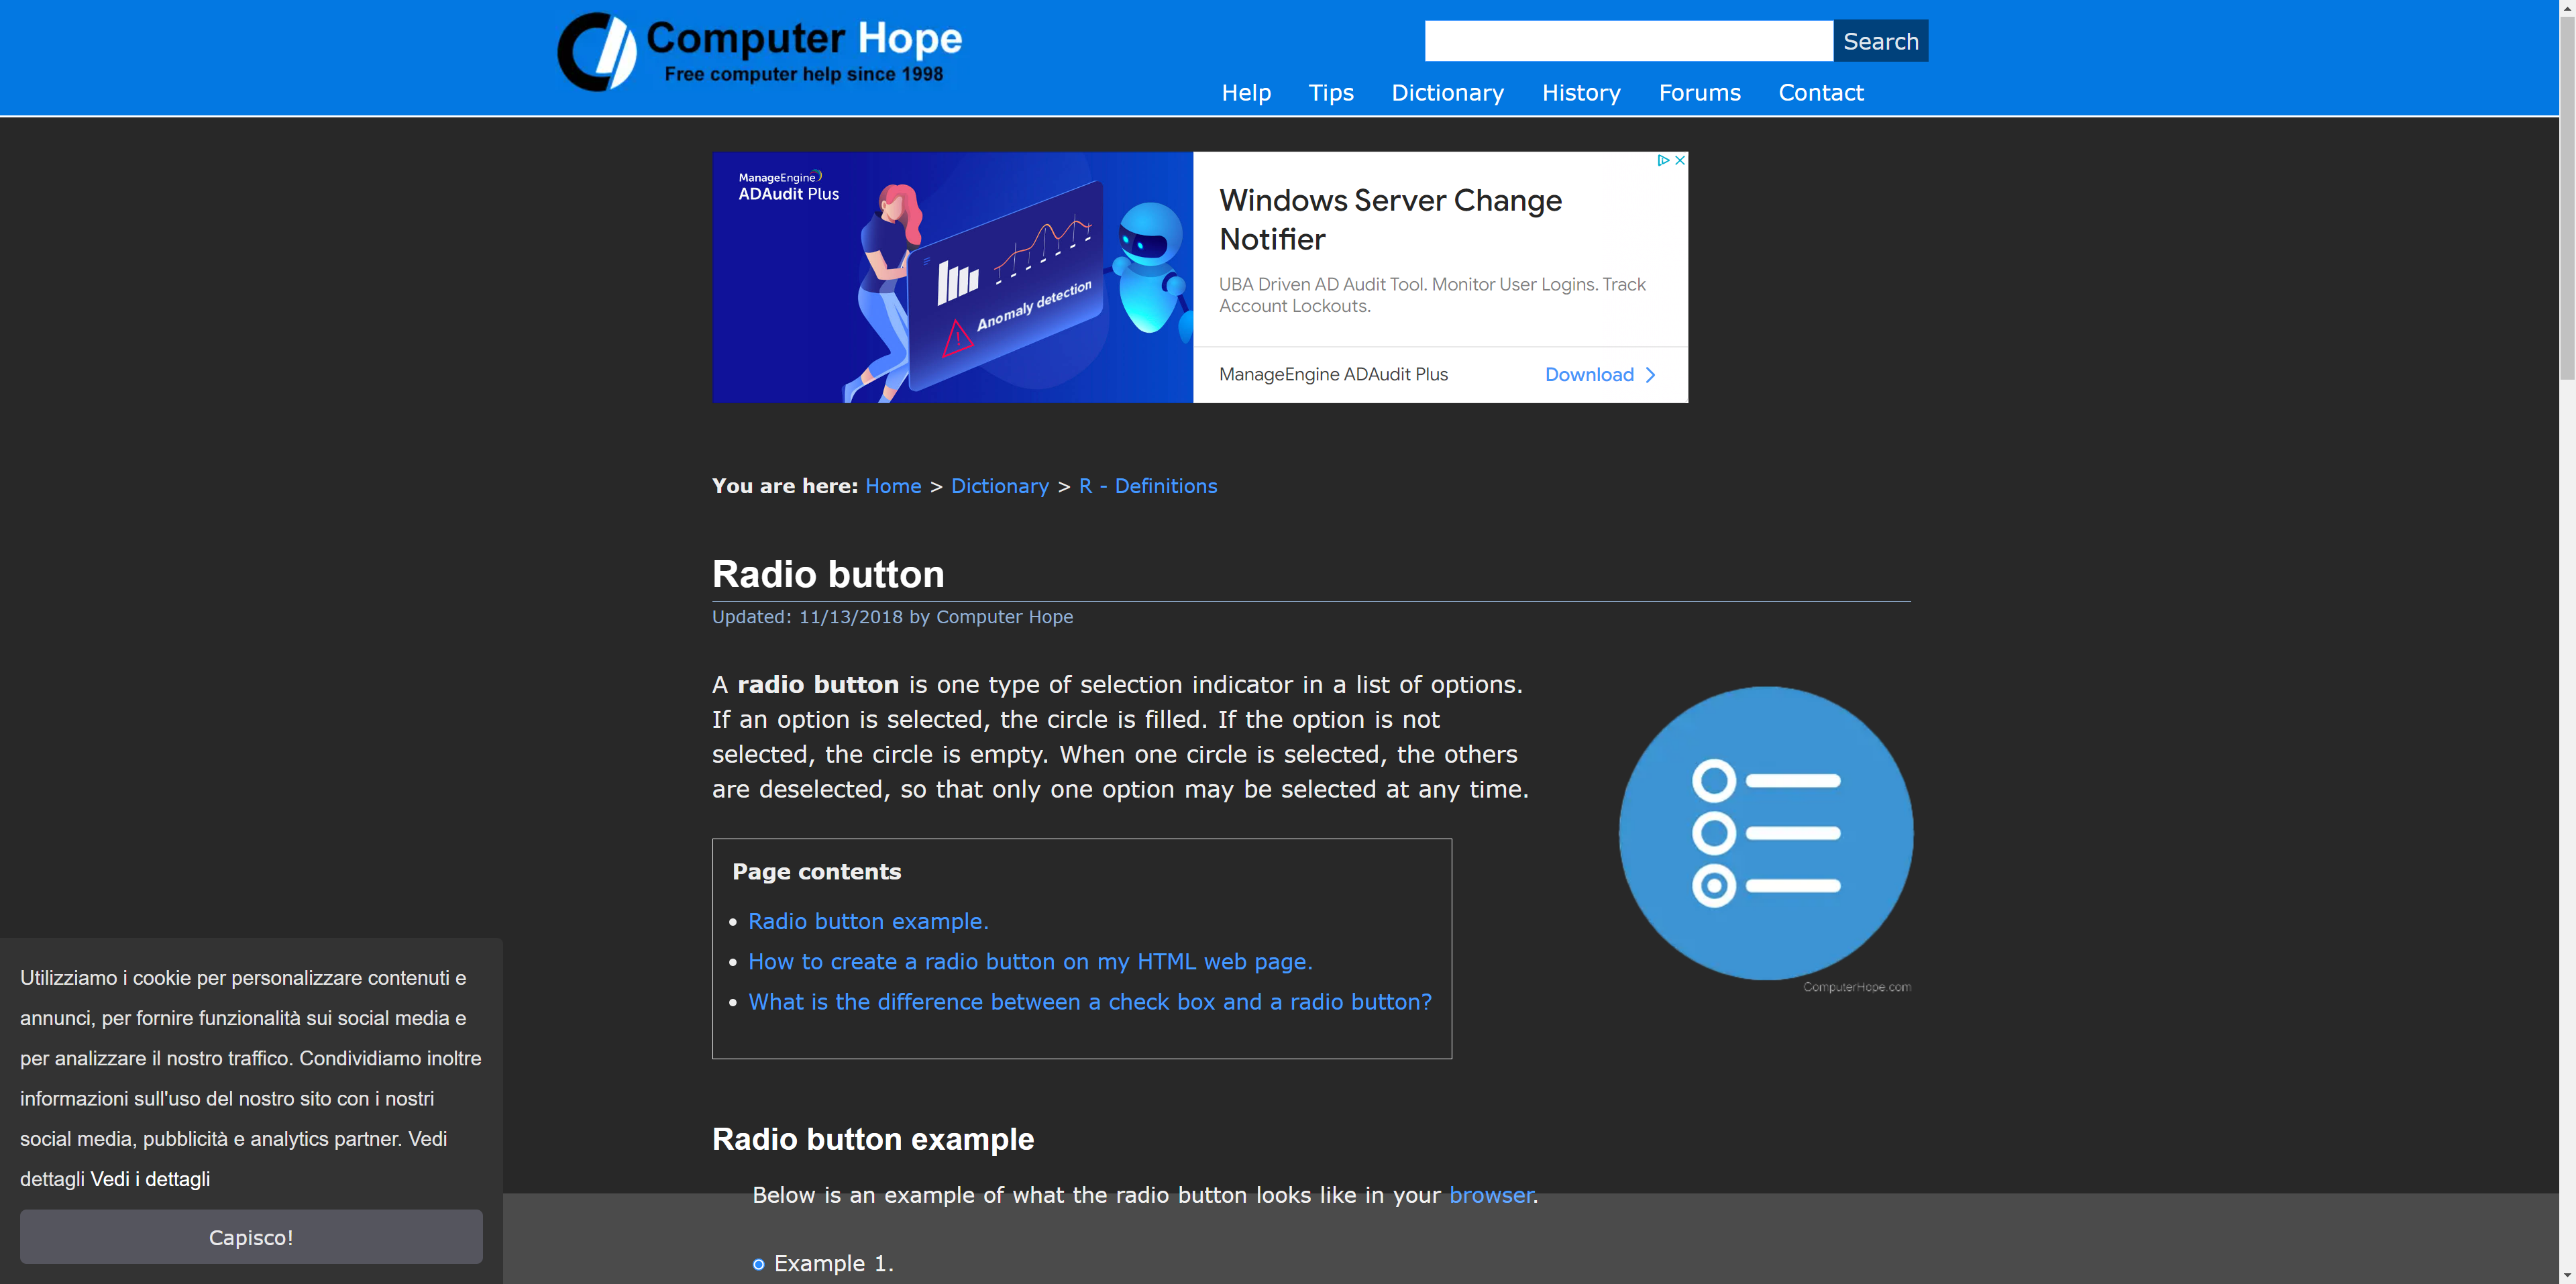 Computer Hope
Free computer help since 1998
Search
Help Tips Dictionary History Forums Contact
ManageEngine
ADAudit Plus
Anomaly detection
Windows Server Change
Notifier
UBA Driven AD Audit Tool. Monitor User Logins. Track
Account Lockouts.
ManageEngine ADAudit Plus
Download
You are here: Home > Dictionary > R - Definitions
Radio button
Updated: 11/13/2018 by Computer Hope
A radio button is one type of selection indicator in a list of options.
If an option is selected, the circle is filled. If the option is not
selected, the circle is empty. When one circle is selected, the others
are deselected, so that only one option may be selected at any time.
ComputerHope.com
Page contents
• Radio button example.
• How to create a radio button on my HTML web page.
• What is the difference between a check box and a radio button?
Radio button example
Below is an example of what the radio button looks like in your browser.
Example 1.
Utilizziamo i cookie per personalizzare contenuti e
annunci, per fornire funzionalità sui social media e
per analizzare il nostro traffico. Condividiamo inoltre
informazioni sull'uso del nostro sito con i nostri
social media, pubblicità e analytics partner. Vedi
dettagli Vedi i dettagli
Capisco!